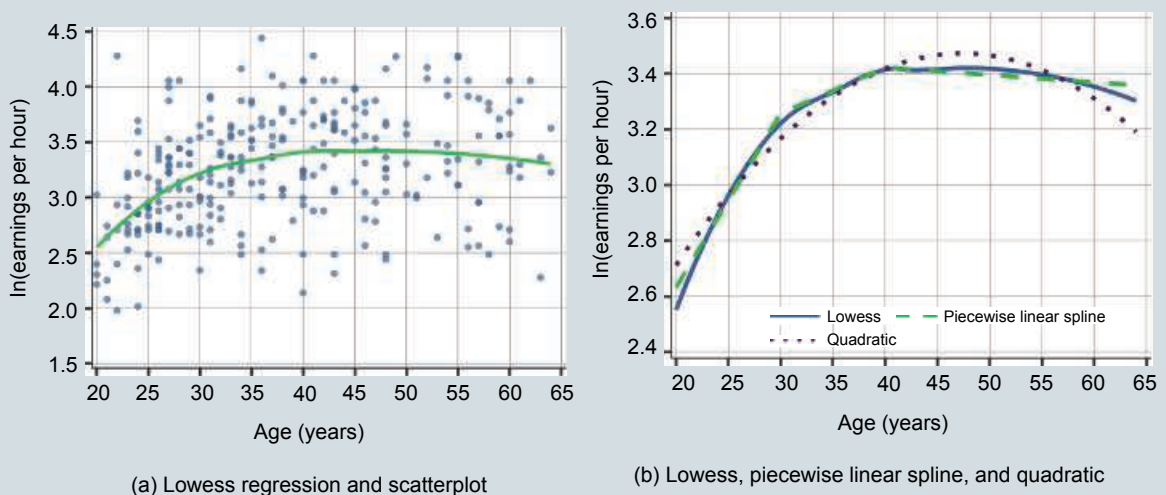 4.5
4.0
3.5
3.0
2.5
2.0
1.5
ln(earnings per hour)
20 25 30 35 40 45 50 55 60 65
Age (years)
(a) Lowess regression and scatterplot
3.6
3.4
3.2
3.0
2.8
2.6
2.4
ln(earnings per hour)
Lowess Piecewise linear spline
Quadratic
20 25 30 35 40 45 50 55 60 65
Age (years)
(b) Lowess, piecewise linear spline, and quadratic